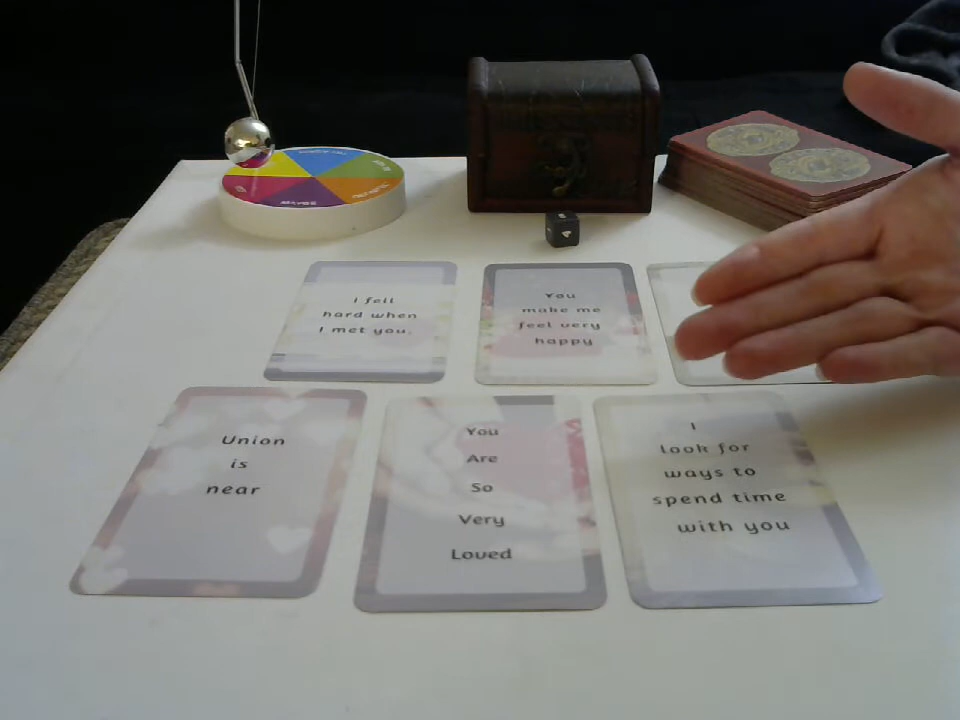 I fell
hard when
I met you.
You
make me
feel very
happy
Union
is
near
You
Are
So
Very
Loved
I
look for
ways to
spend time
with you